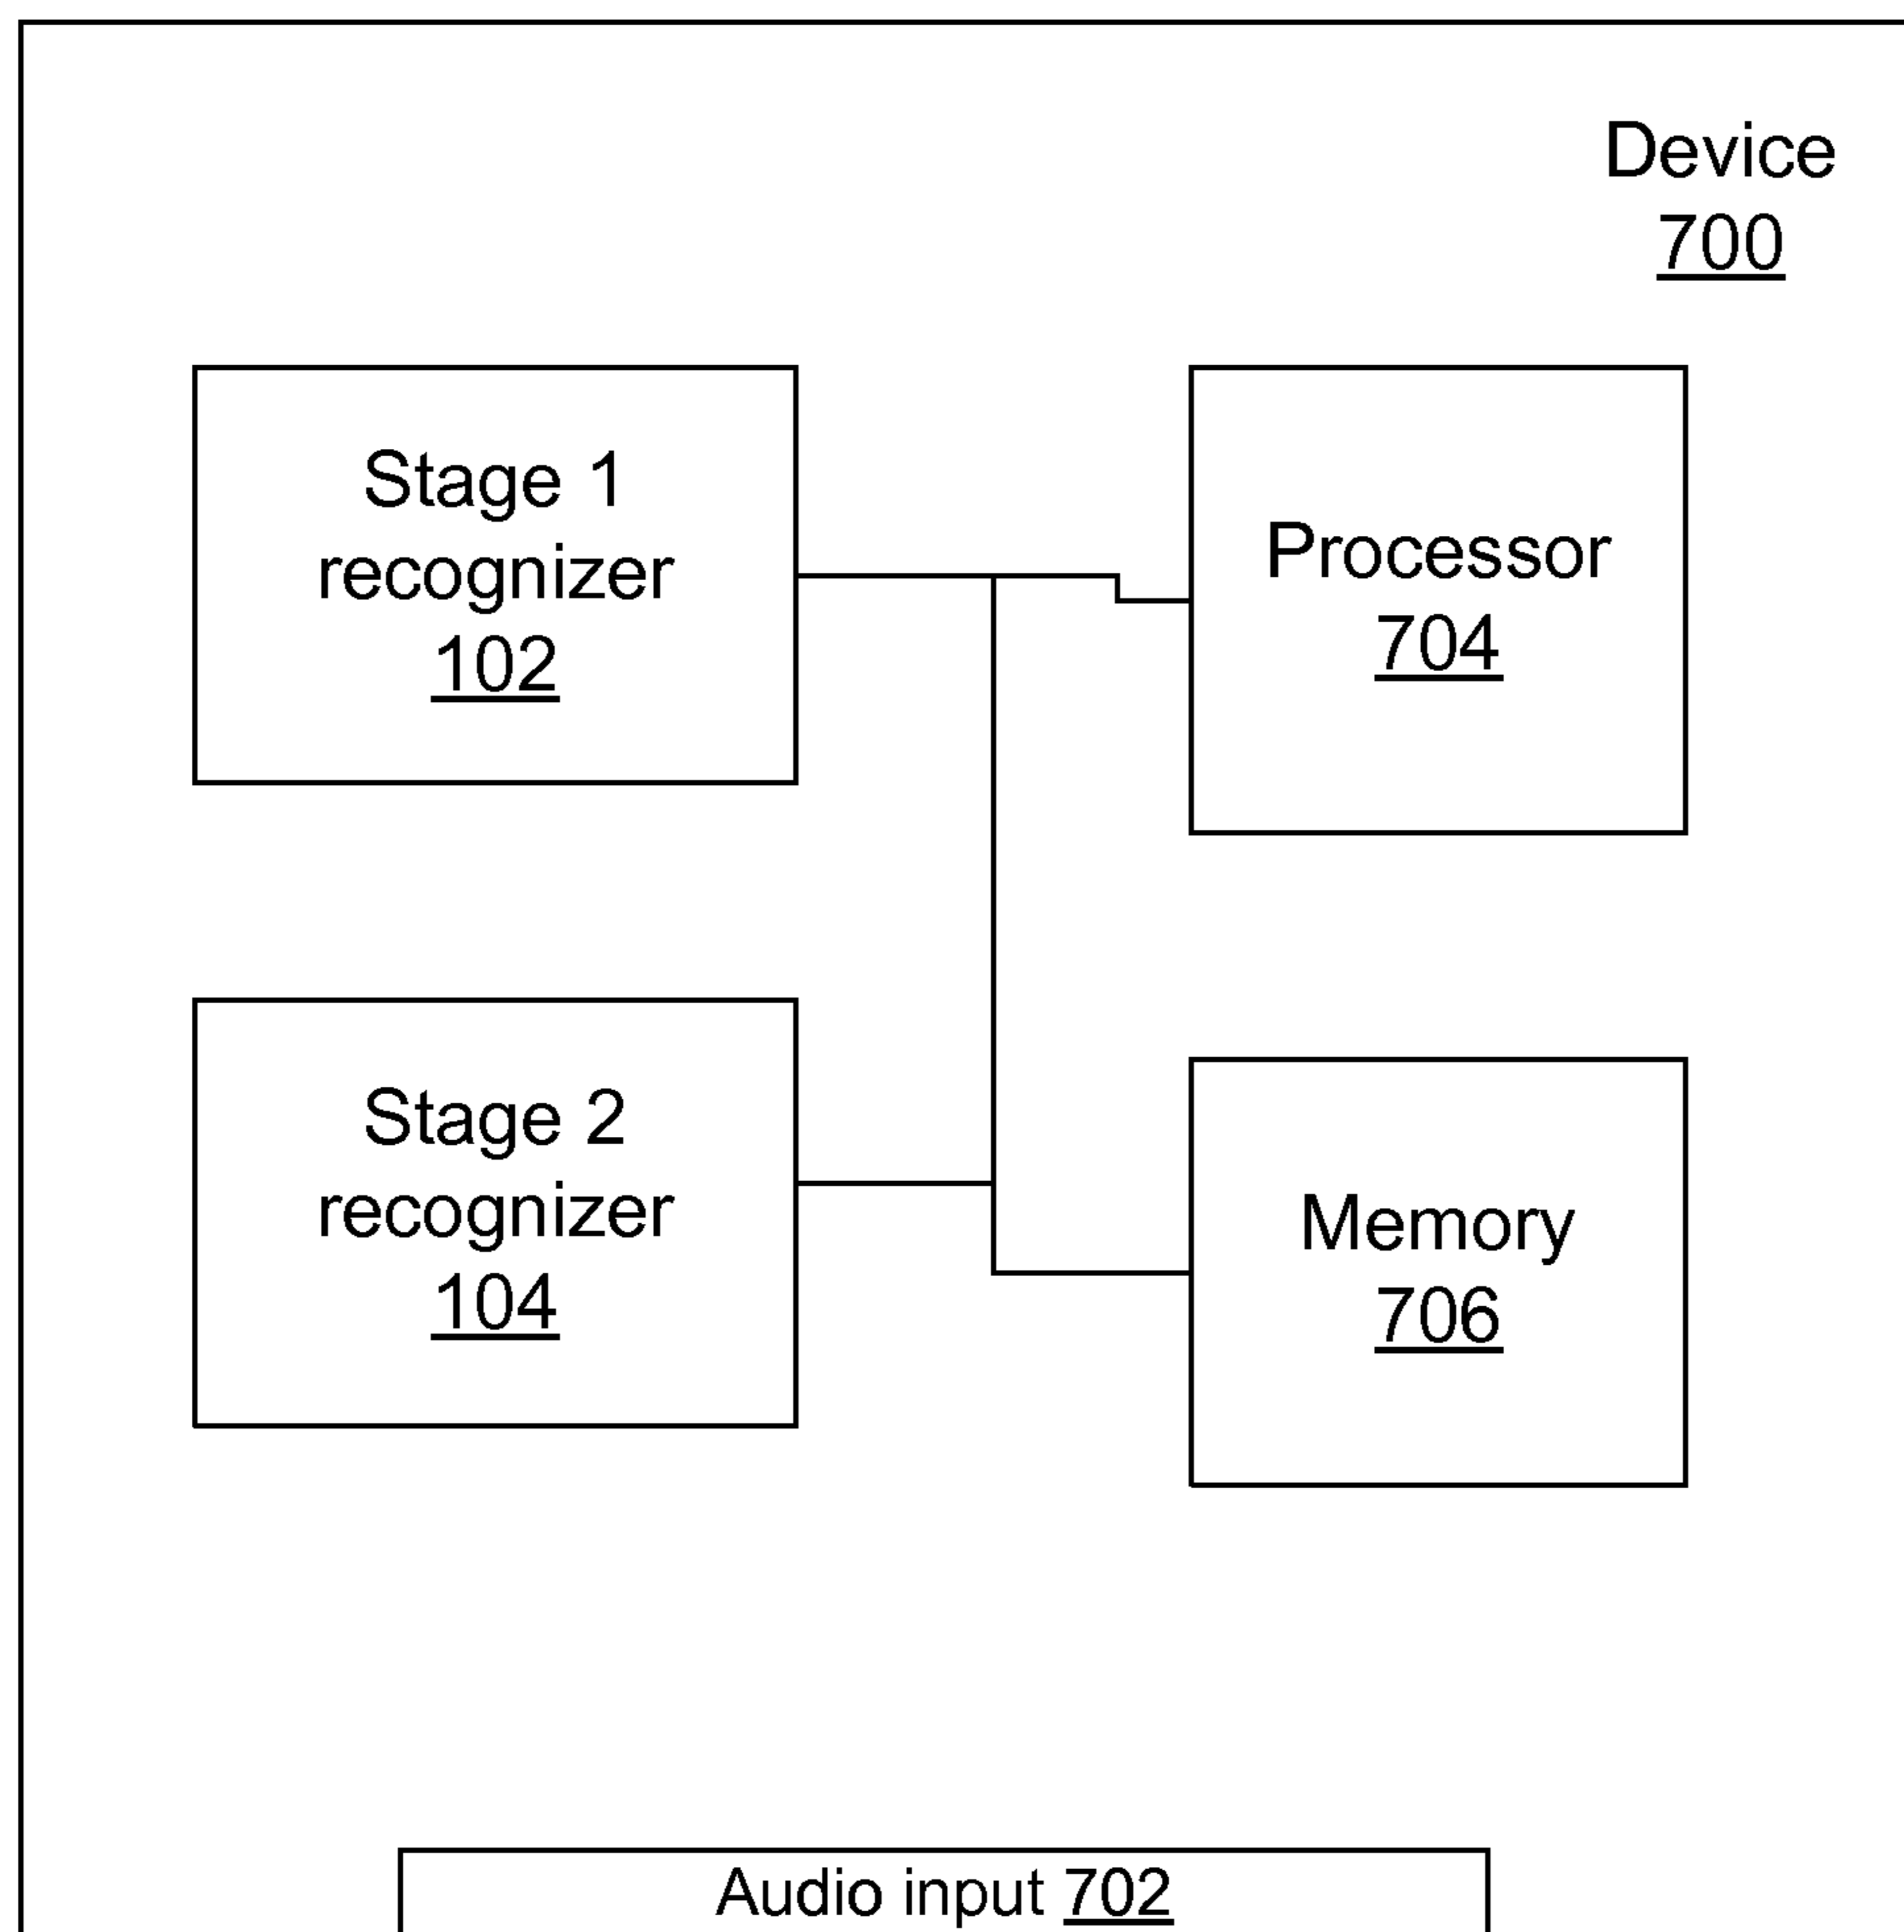 Device
700
Stage 1
recognizer
102
Processor
704
Stage 2
recognizer
104
Memory
706
Audio input 702